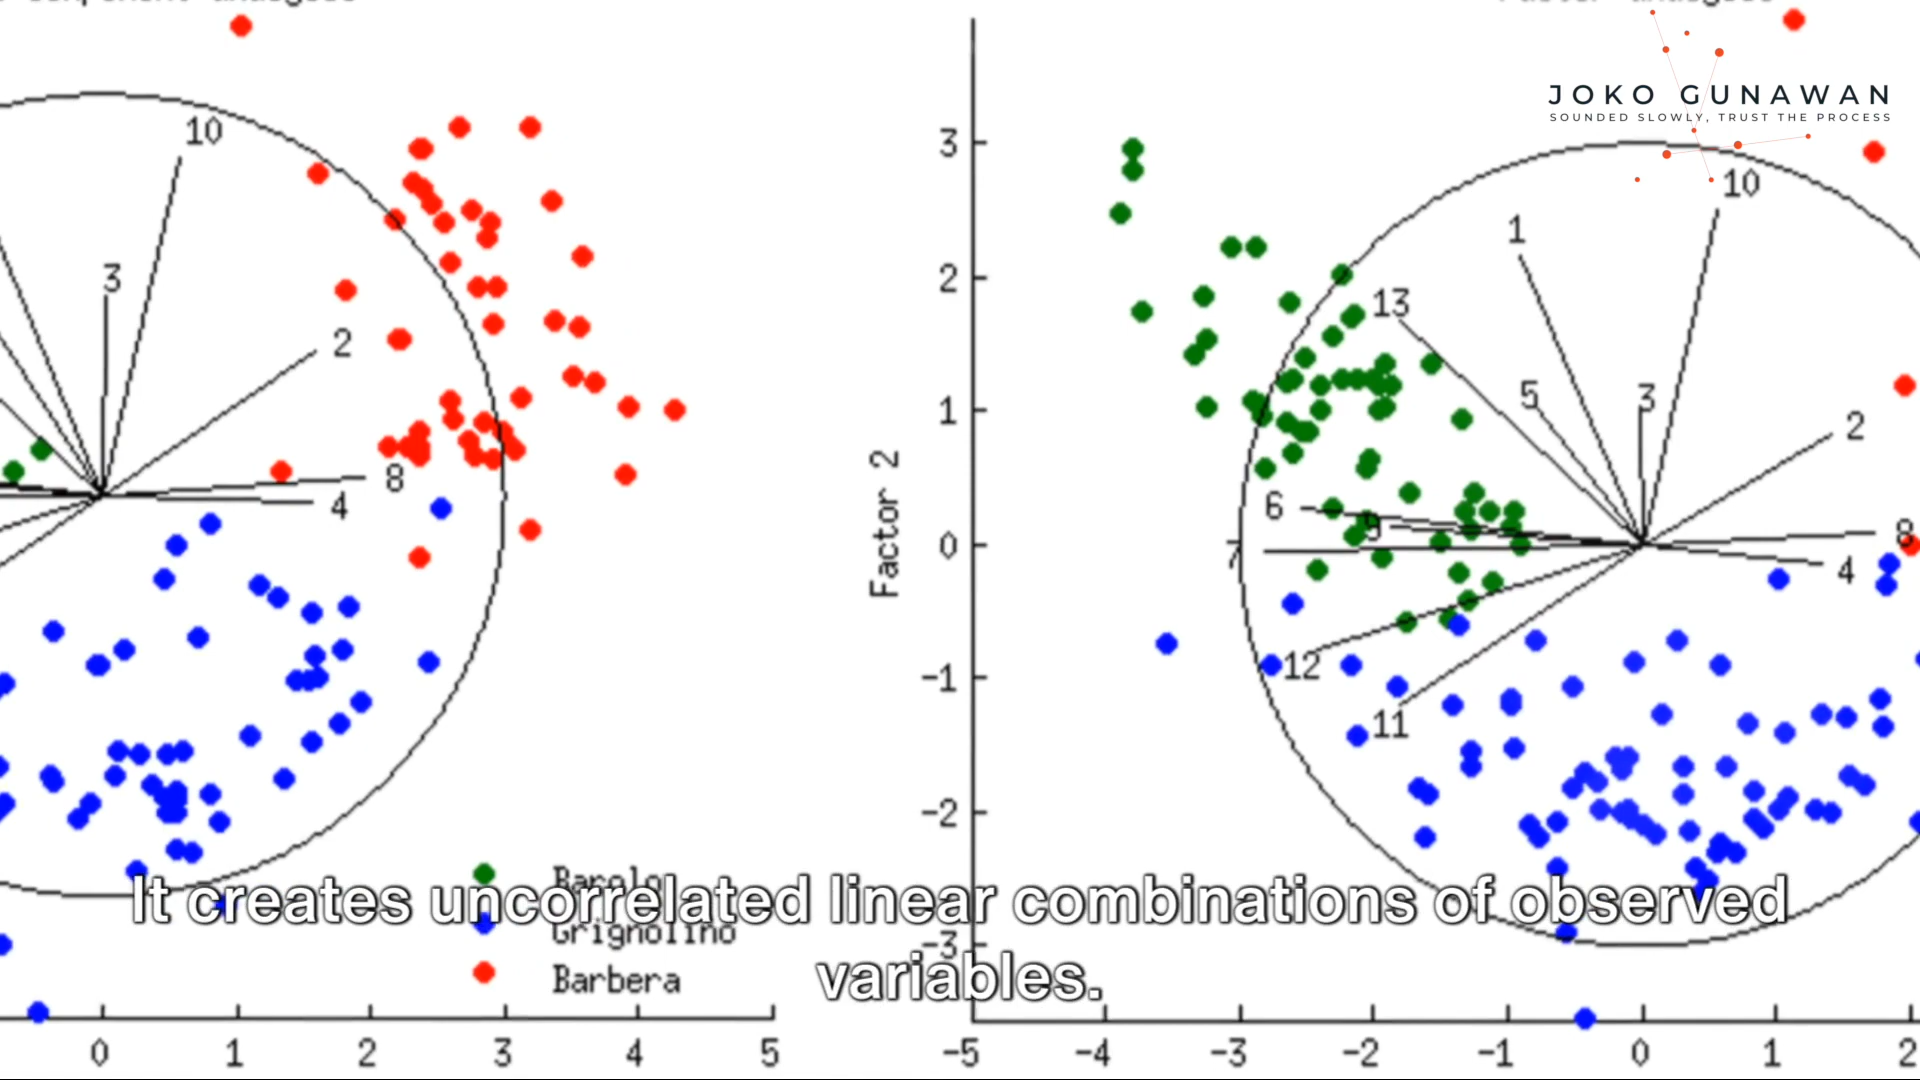 JOKO GUNAWAN
SOUNDED SLOWLY, TRUST THE PROCESS
10
3
2
8
4
3
2
1
0
-1
-2
-3
Factor 2
10
1
13
5
3
2
6
9
7
8
4
12
11
Barolo
Grignolino
Barbera
It creates uncorrelated linear combinations of observed
variables.
0 1 2 3 4 5
-5 -4 -3 -2 -1 0 1 2